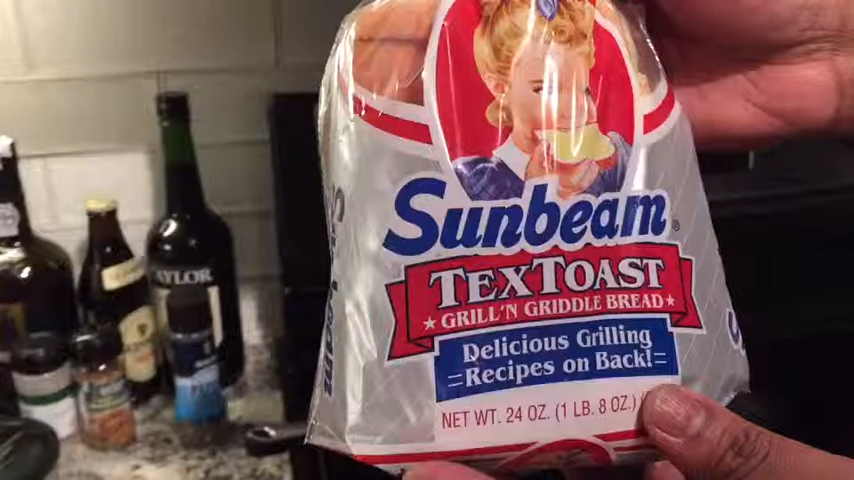 Sunbeam®
TEXTOAST
GRILL'N GRIDDLE BREAD
Delicious Grilling
Recipes on Back!
NET WT. 24 OZ. (1 LB. 8 OZ.)
TAYLOR